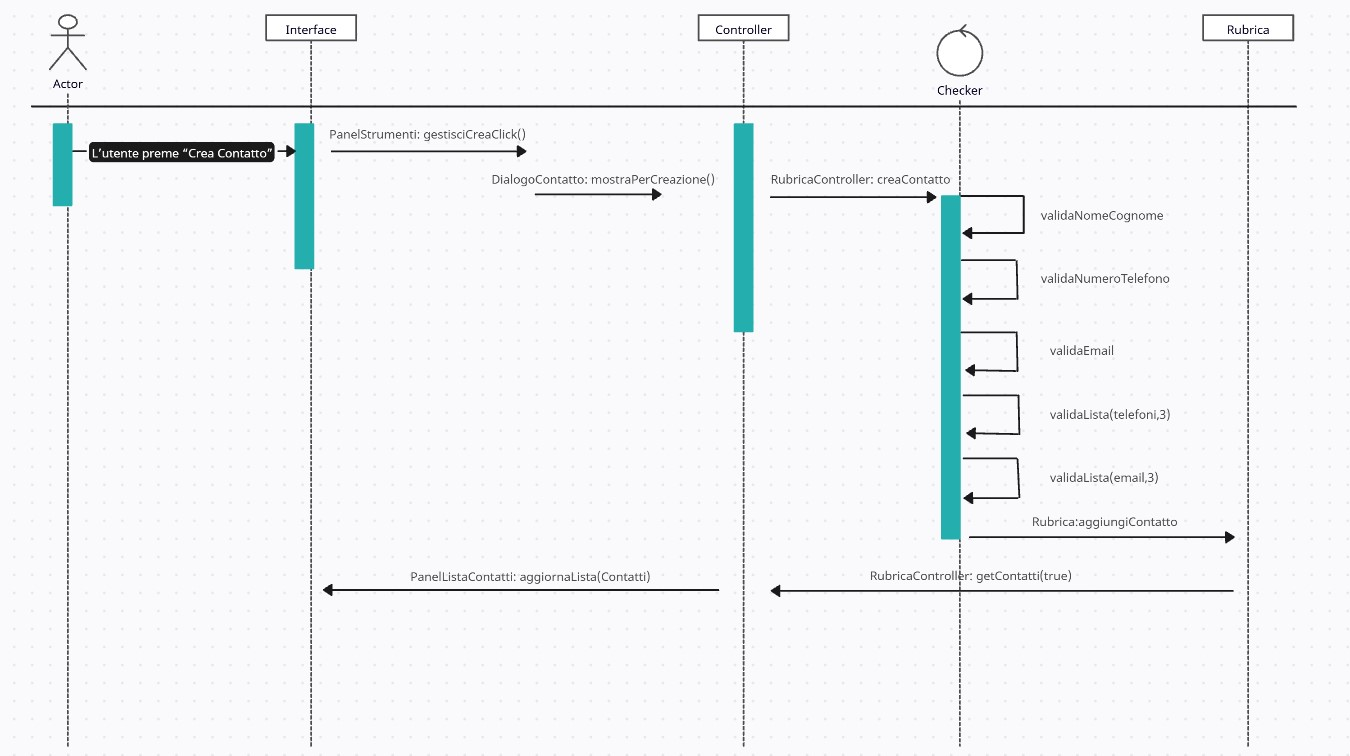 Interface
Controller
Rubrica
Actor
Checker
PanelStrumenti: gestisciCreaClick()
L'utente preme “Crea Contatto”
DialogoContatto: mostraPerCreazione()
RubricaController: creaContatto
validaNomeCognome
validaNumeroTelefono
validaEmail
validaLista(telefoni,3)
validaLista(email,3)
Rubrica:aggiungiContatto
PanelListaContatti: aggiornaLista(Contatti)
RubricaController: getContatti(true)